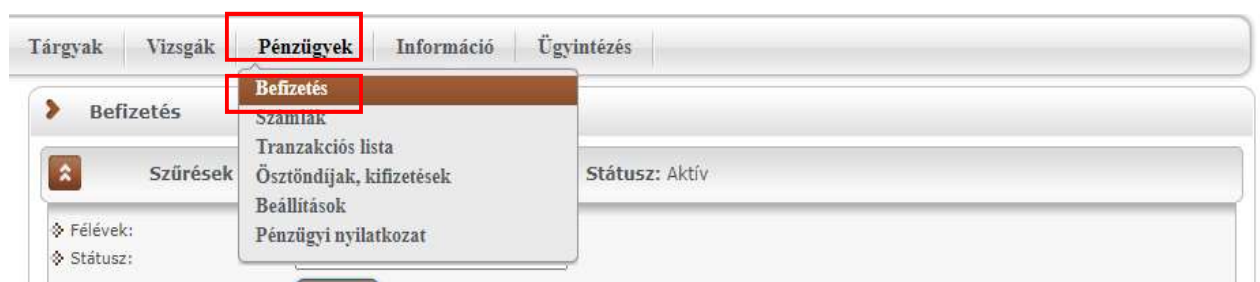 Tárgyak Vizsgák Pénzügyek Információ Ügyintézés
Befizetés
Befizetés
Számlák
Tranzakciós lista
Szűrések Státusz: Aktív
Ösztöndíjak, kifizetések
Beállítások
Félévek:
Pénzügyi nyilatkozat
Státusz: